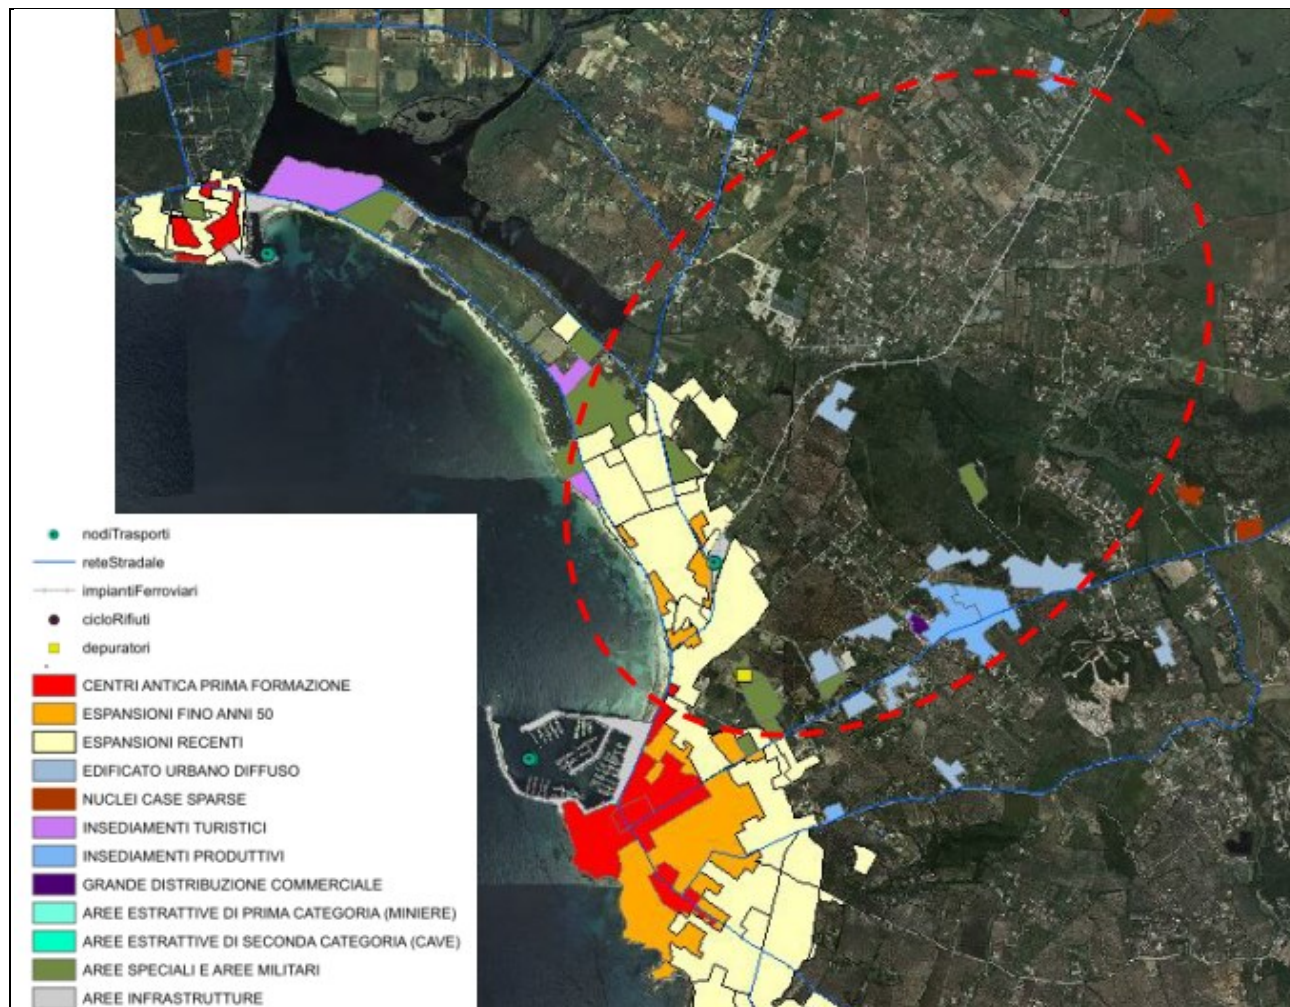 nodiTrasporti
reteStradale
impiantiFerroviari
cicloRifiuti
depuratori
CENTRI ANTICA PRIMA FORMAZIONE
ESPANSIONI FINO ANNI 50
ESPANSIONI RECENTI
EDIFICATO URBANO DIFFUSO
NUCLEI CASE SPARSE
INSEDIAMENTI TURISTICI
INSEDIAMENTI PRODUTTIVI
GRANDE DISTRIBUZIONE COMMERCIALE
AREE ESTRATTIVE DI PRIMA CATEGORIA (MINIERE)
AREE ESTRATTIVE DI SECONDA CATEGORIA (CAVE)
AREE SPECIALI E AREE MILITARI
AREE INFRASTRUTTURE